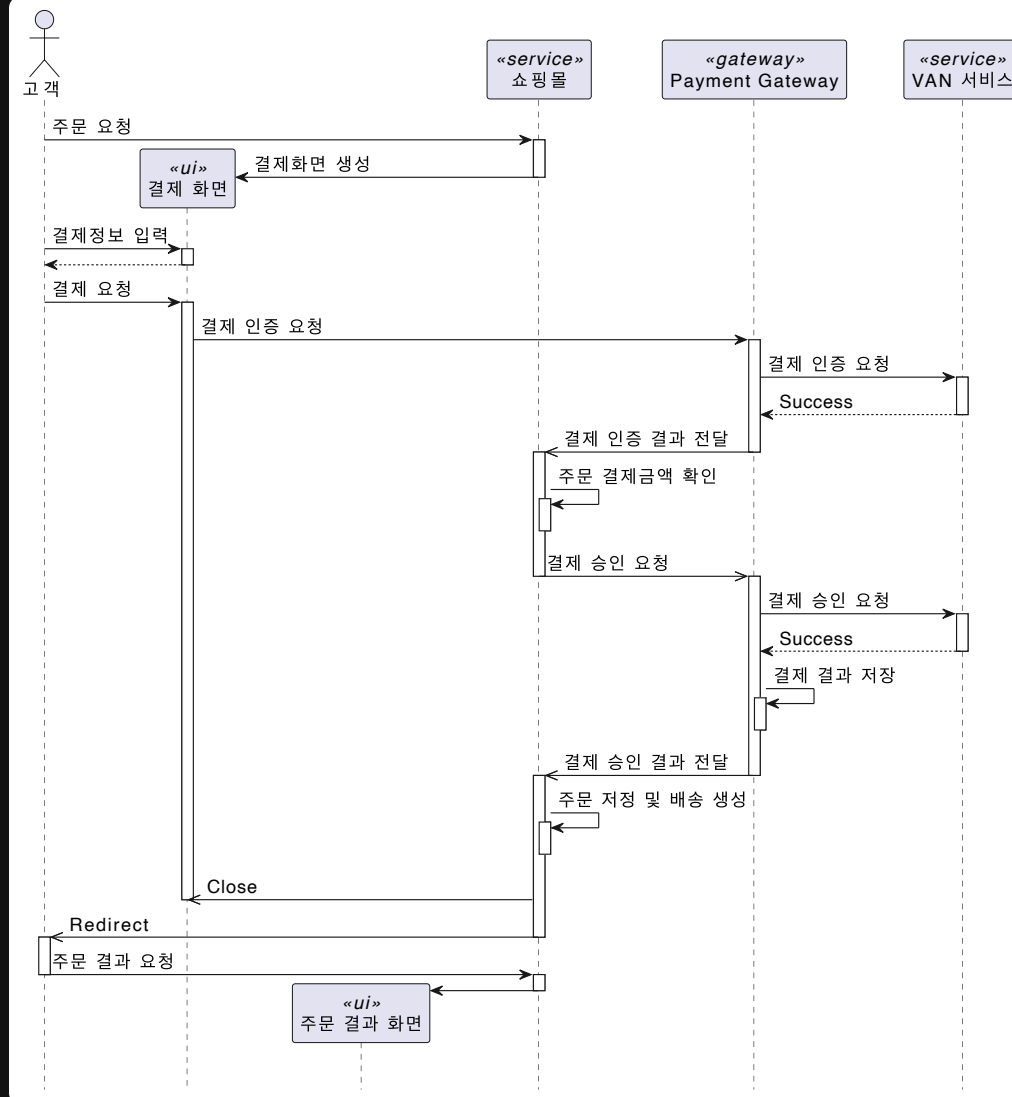 고객
«service»
쇼핑몰
«gateway»
Payment Gateway
«service»
VAN 서비스
주문 요청
«ui»
결제 화면
결제화면 생성
결제정보 입력
결제 요청
결제 인증 요청
결제 인증 요청
Success
결제 인증 결과 전달
주문 결제금액 확인
결제 승인 요청
결제 승인 요청
Success
결제 결과 저장
결제 승인 결과 전달
주문 저정 및 배송 생성
Close
Redirect
주문 결과 요청
«ui»
주문 결과 화면